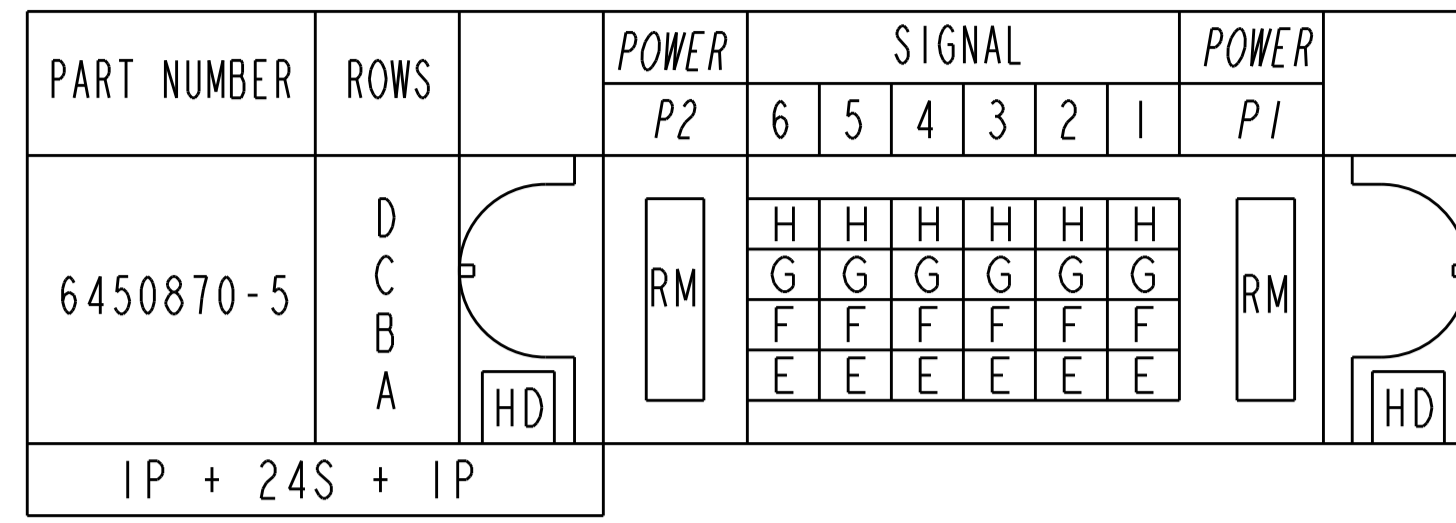 PART NUMBER ROWS POWER SIGNAL POWER
P2 6 5 4 3 2 1 P1
6450870-5
D
C
B
A
HD
RM
H H H H H H
G G G G G G
F F F F F F
E E E E E E
RM
HD
1P + 24S + 1P